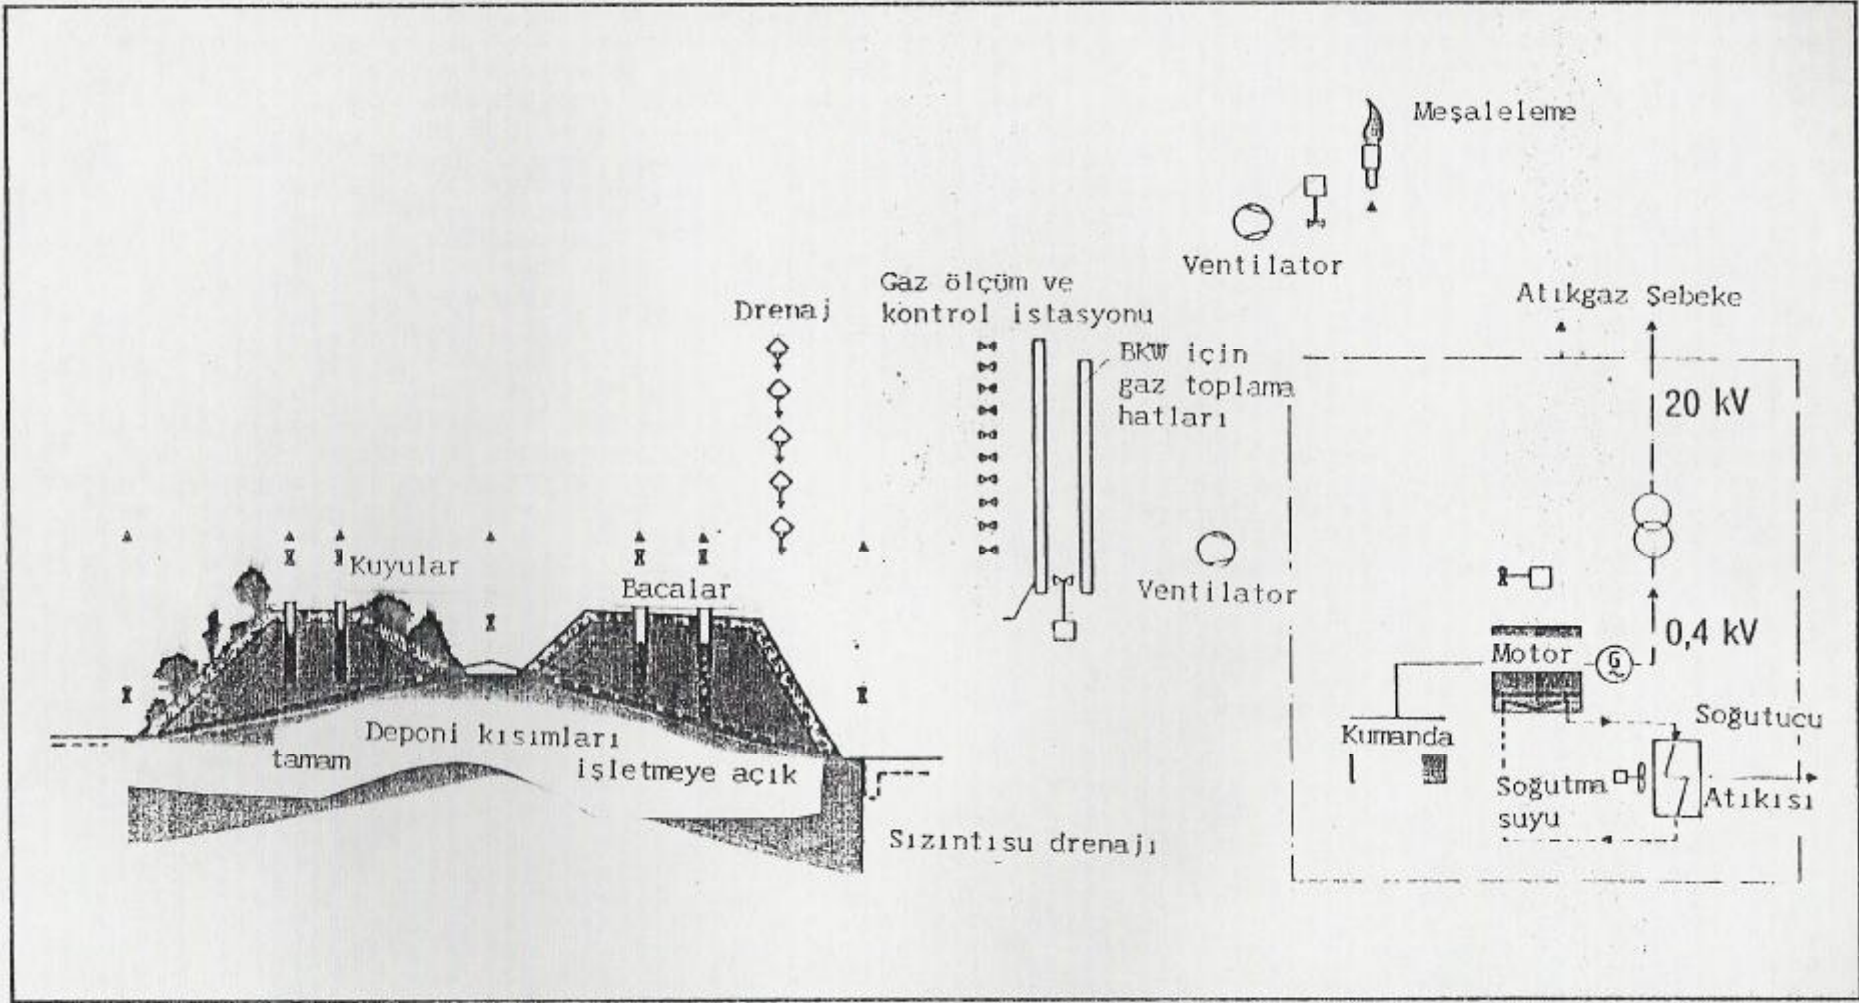 Meşaleleme
Ventilator
Gaz ölçüm ve
kontrol istasyonu
Drenaj
BKW için
gaz toplama
hatları
Atıkgaz Şebeke
20 kV
Kuyular
Bacalar
Ventilator
0,4 kV
Motor
G
Deponi kısımları
tamam
işletmeye açık
Kumanda
Soğutucu
Soğutma
suyu
Atıkısı
Sızıntısu drenajı